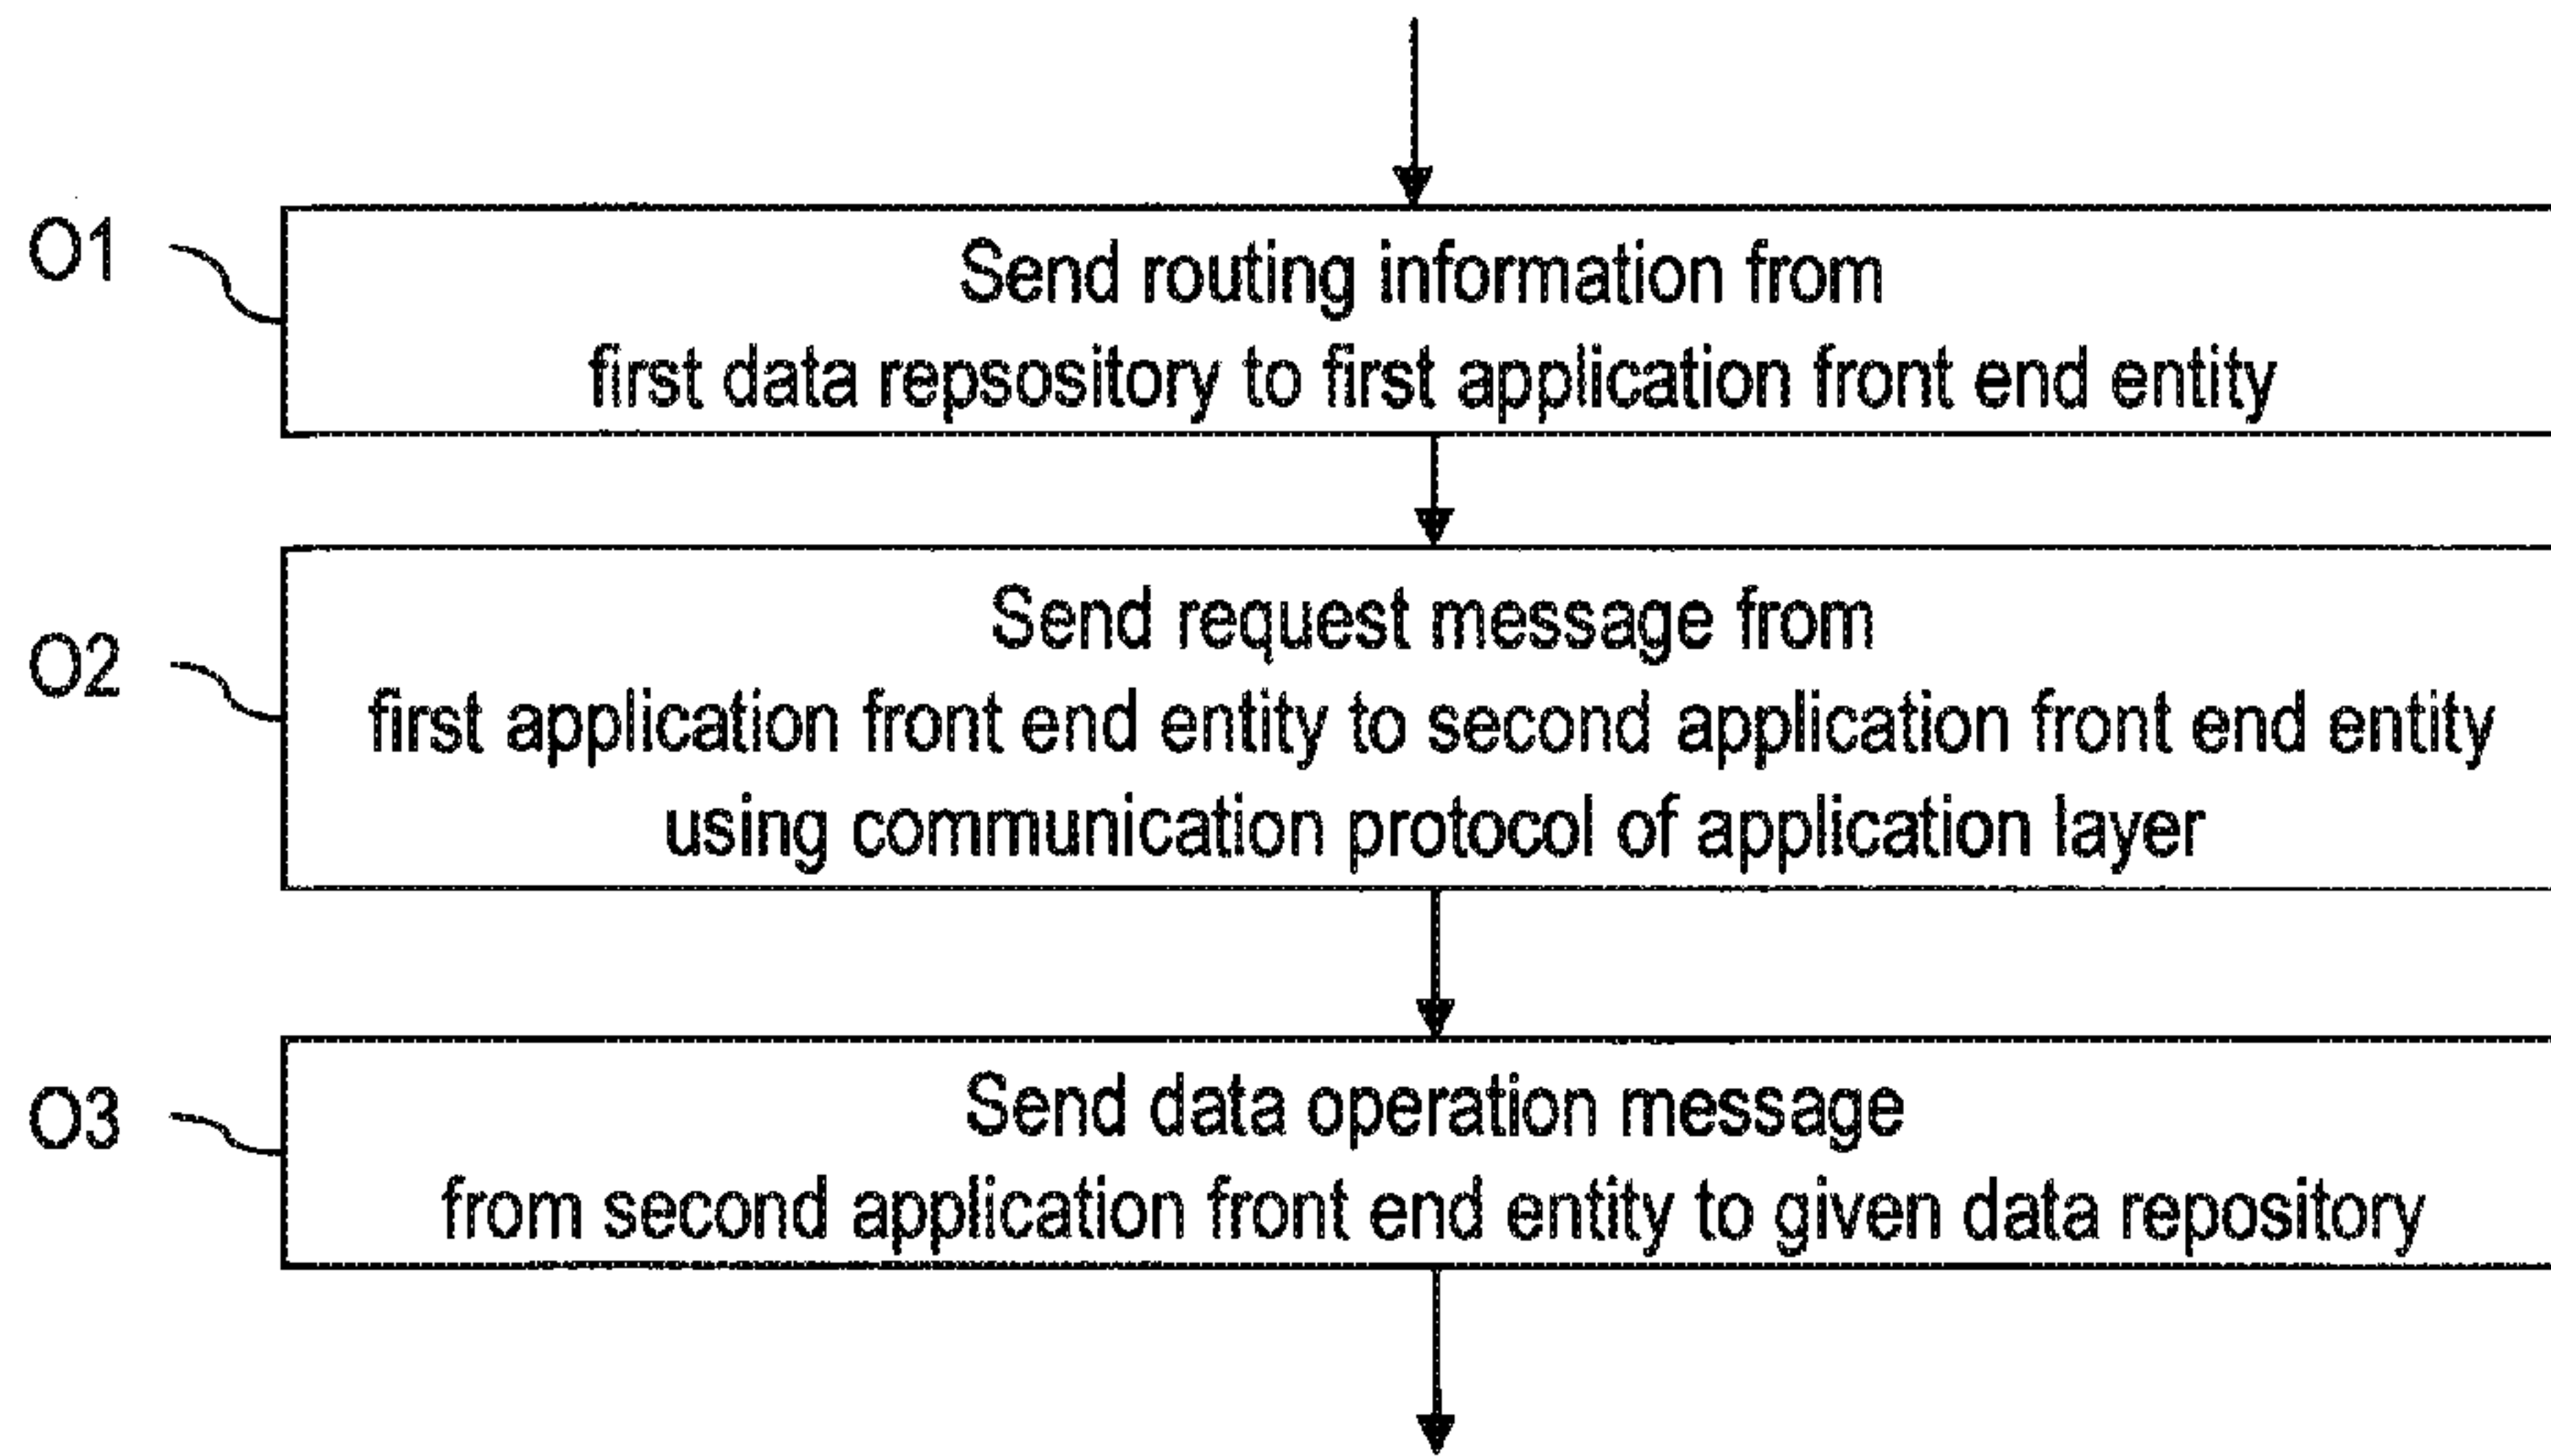 O1
Send routing information from
first data repsository to first application front end entity
O2
Send request message from
first application front end entity to second application front end entity
using communication protocol of application layer
O3
Send data operation message
from second application front end entity to given data repository